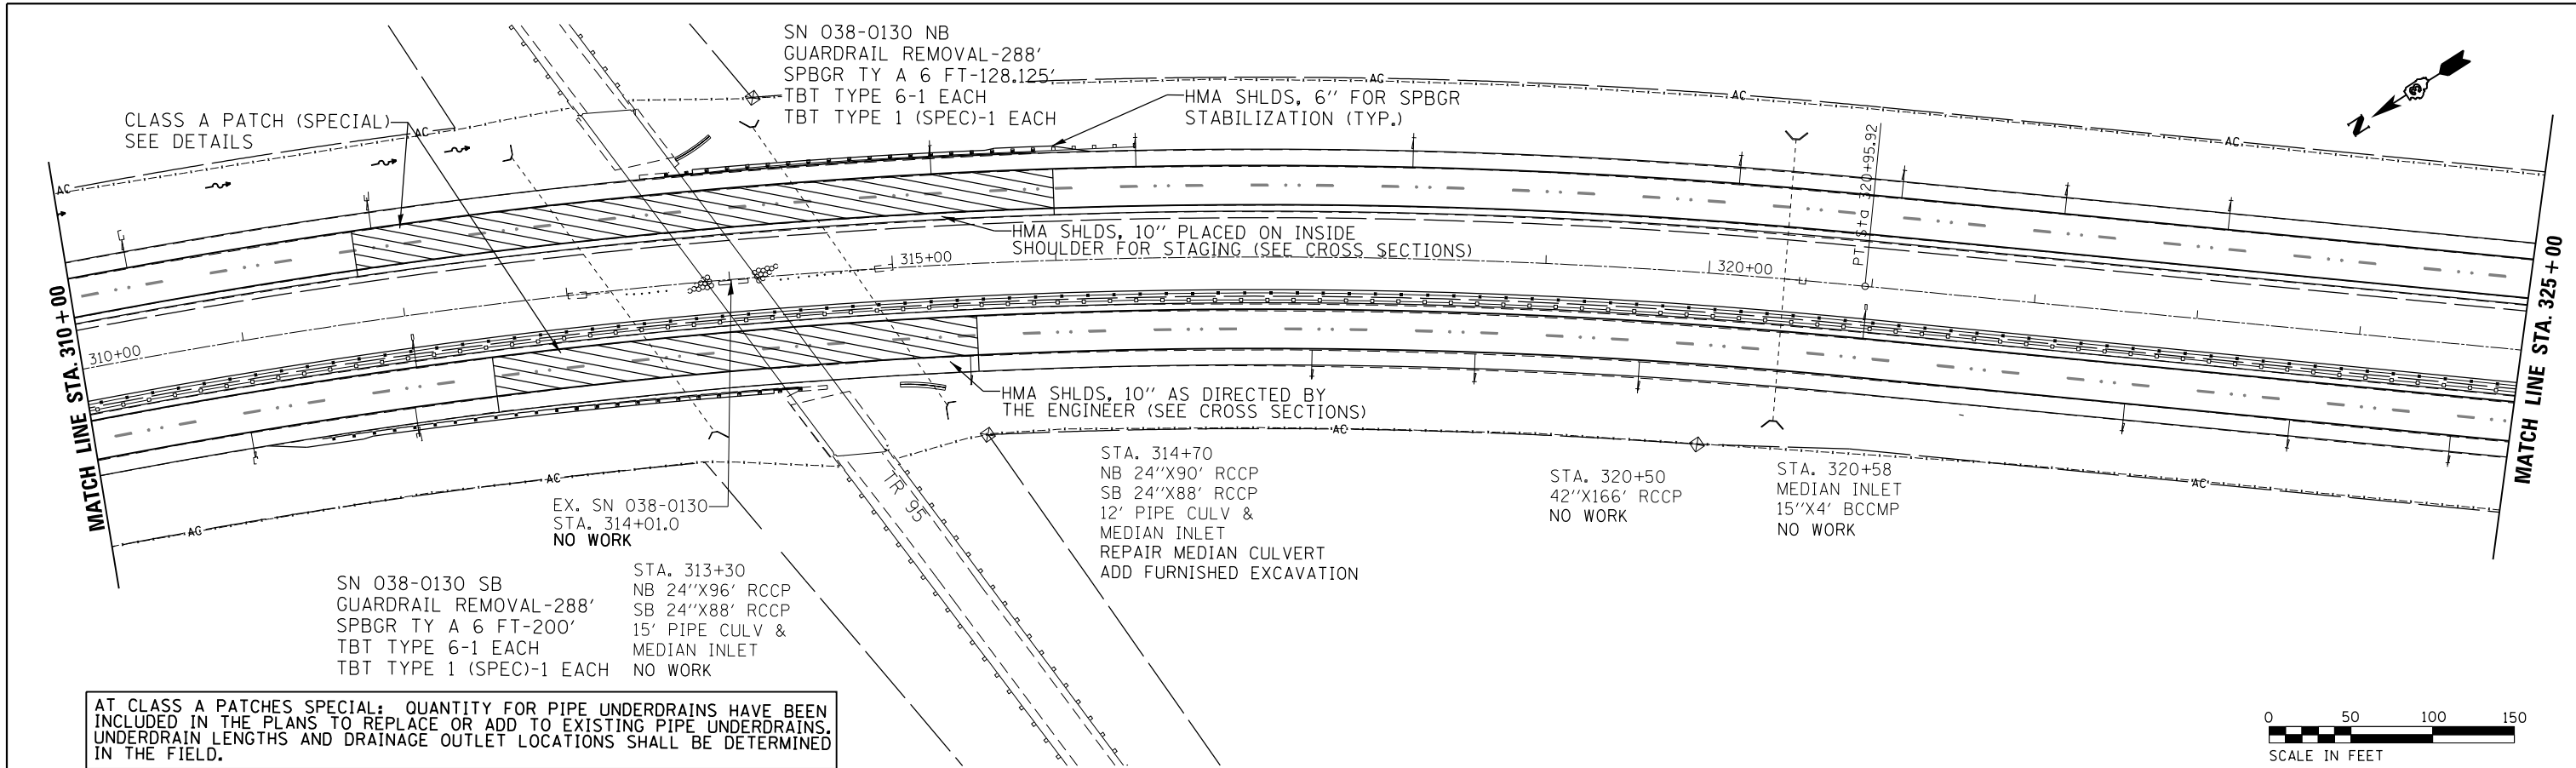 SN 038-0130 NB
GUARDRAIL REMOVAL-288'
SPBGR TY A 6 FT-128.125'
TBT TYPE 6-1 EACH
TBT TYPE 1 (SPEC)-1 EACH
HMA SHLDS, 6" FOR SPBGR
STABILIZATION (TYP.)
CLASS A PATCH (SPECIAL)
SEE DETAILS
AC
AC
AC
AC
AC
N
PT Sta 320+95.92
HMA SHLDS, 10" PLACED ON INSIDE
SHOULDER FOR STAGING (SEE CROSS SECTIONS)
310+00
315+00
320+00
MATCH LINE STA. 310+00
MATCH LINE STA. 325+00
HMA SHLDS, 10" AS DIRECTED BY
THE ENGINEER (SEE CROSS SECTIONS)
AC
AC
AC
AC
TR 95
EX. SN 038-0130
STA. 314+01.0
NO WORK
STA. 314+70
NB 24"X90' RCCP
SB 24"X88' RCCP
12' PIPE CULV &
MEDIAN INLET
REPAIR MEDIAN CULVERT
ADD FURNISHED EXCAVATION
STA. 320+50
42"X166' RCCP
NO WORK
STA. 320+58
MEDIAN INLET
15"X4' BCCMP
NO WORK
SN 038-0130 SB
GUARDRAIL REMOVAL-288'
SPBGR TY A 6 FT-200'
TBT TYPE 6-1 EACH
TBT TYPE 1 (SPEC)-1 EACH
STA. 313+30
NB 24"X96' RCCP
SB 24"X88' RCCP
15' PIPE CULV &
MEDIAN INLET
NO WORK
AT CLASS A PATCHES SPECIAL: QUANTITY FOR PIPE UNDERDRAINS HAVE BEEN
INCLUDED IN THE PLANS TO REPLACE OR ADD TO EXISTING PIPE UNDERDRAINS.
UNDERDRAIN LENGTHS AND DRAINAGE OUTLET LOCATIONS SHALL BE DETERMINED
IN THE FIELD.
0 50 100 150
SCALE IN FEET